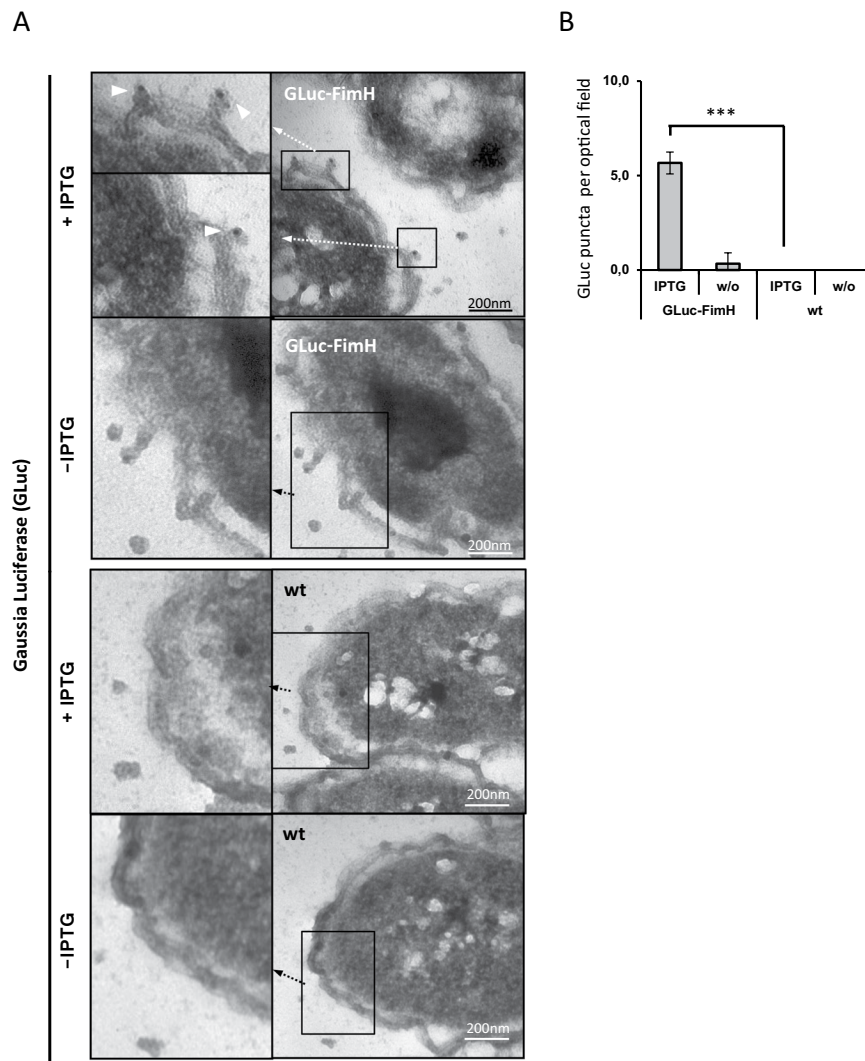 A
B
Gaussia Luciferase (GLuc)
+ IPTG
GLuc-FimH
200nm
−IPTG
GLuc-FimH
200nm
+ IPTG
wt
200nm
−IPTG
wt
200nm
GLuc puncta per optical field
10,0
5,0
0,0
***
IPTG w/o IPTG w/o
GLuc-FimH wt